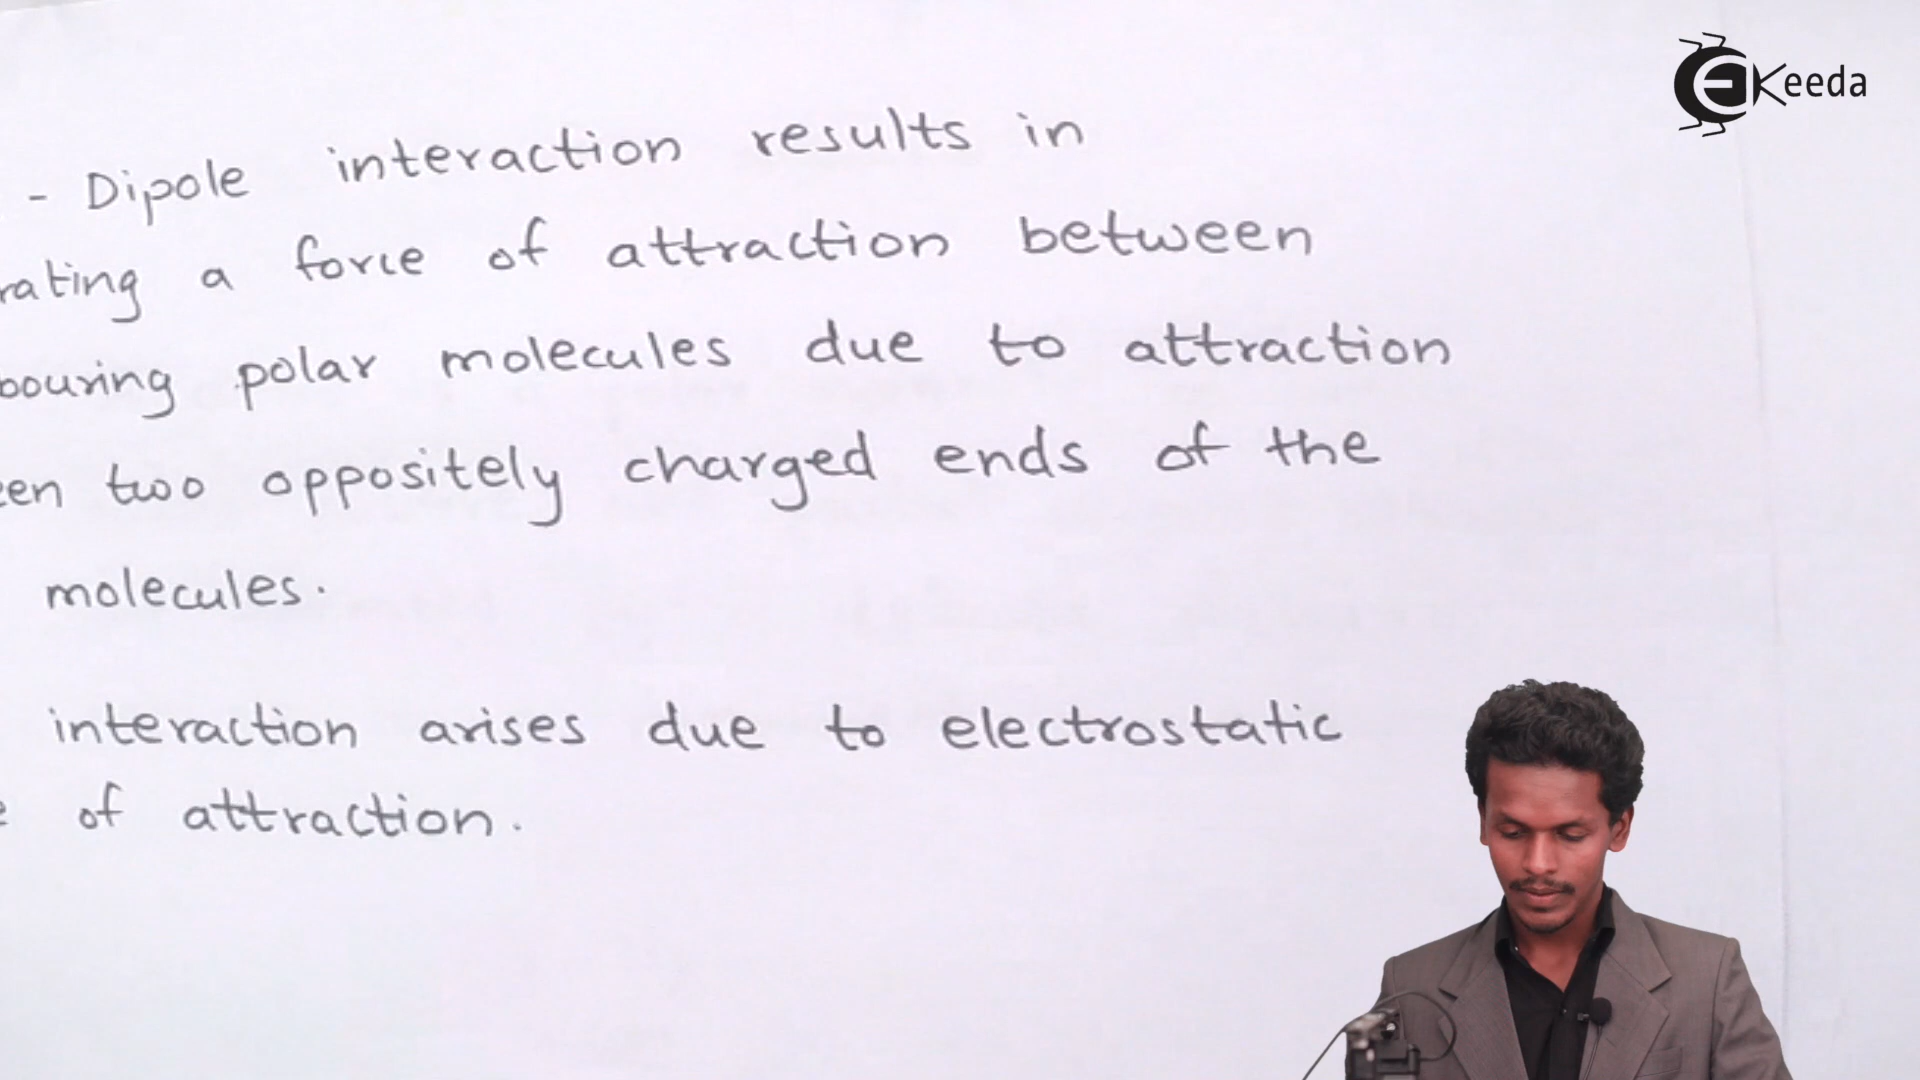 EKeeda
- Dipole interaction results in
rating a force of attraction between
bouring polar molecules due to attraction
een two oppositely charged ends of the
molecules.
interaction arises due to electrostatic
e of attraction.